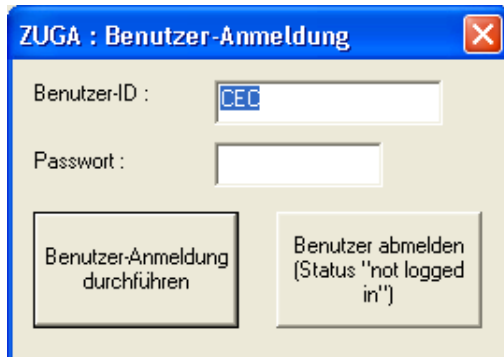 ZUGA : Benutzer-Anmeldung
Benutzer-ID :
CEC
Passwort :
Benutzer-Anmeldung
durchführen
Benutzer abmelden
(Status "not logged
in")